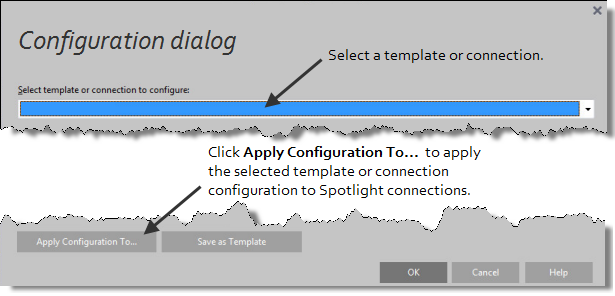 Configuration dialog
Select a template or connection.
Select template or connection to configure:
Click Apply Configuration To... to apply
the selected template or connection
configuration to Spotlight connections.
Apply Configuration To...
Save as Template
OK
Cancel
Help